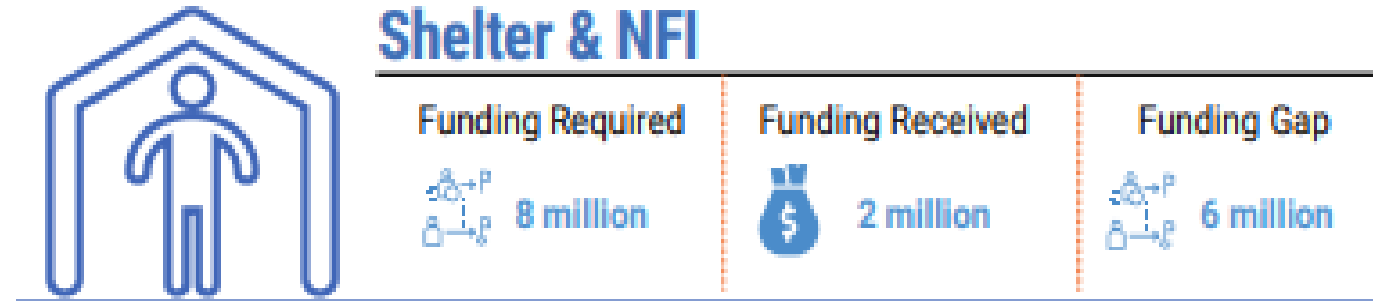 Shelter & NFI
Funding Required
Funding Received
Funding Gap
8 million
$ 2 million
6 million